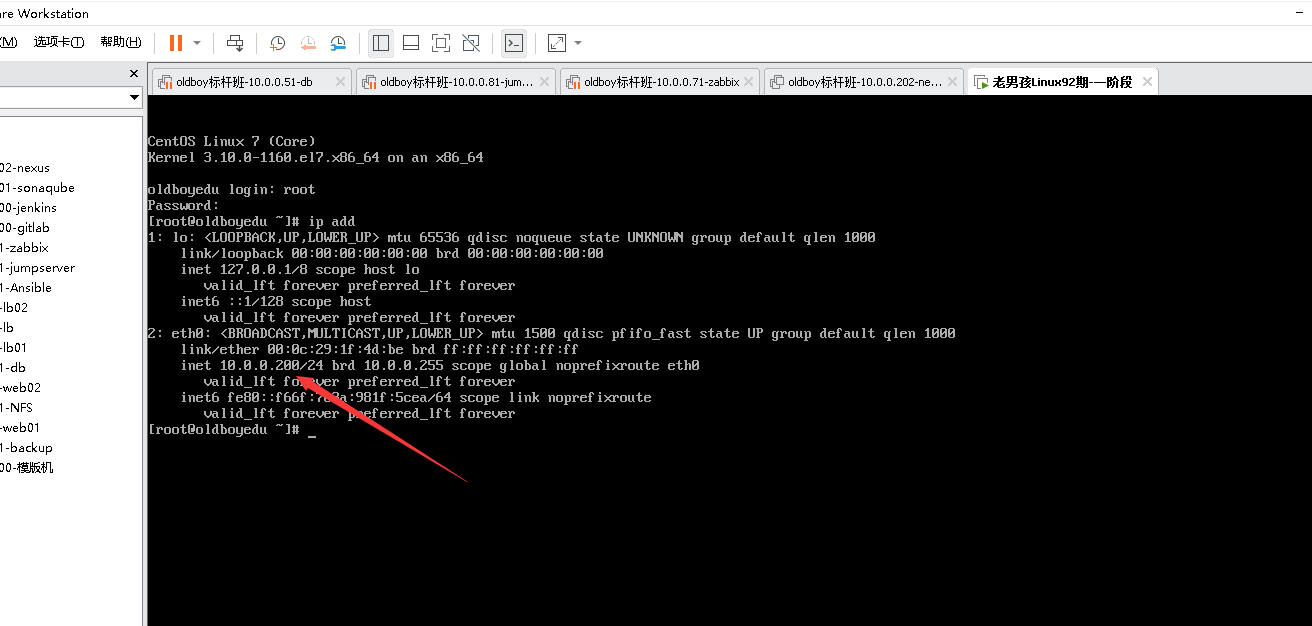 re Workstation
(M) 选项卡(T) 帮助(H)
oldboy标杆班-10.0.0.51-db oldboy标杆班-10.0.0.81-jum... oldboy标杆班-10.0.0.71-zabbix oldboy标杆班-10.0.0.202-ne... 老男孩Linux92期-一阶段
02-nexus
01-sonaqube
00-jenkins
00-gitlab
1-zabbix
1-jumpserver
1-Ansible
-lb02
-lb
-lb01
1-db
-web02
1-NFS
-web01
1-backup
00-模版机
CentOS Linux 7 (Core)
Kernel 3.10.0-1160.el7.x86_64 on an x86_64
oldboyedu login: root
Password:
[root@oldboyedu ~]# ip add
1: lo: <LOOPBACK,UP,LOWER_UP> mtu 65536 qdisc noqueue state UNKNOWN group default qlen 1000
link/loopback 00:00:00:00:00:00 brd 00:00:00:00:00:00
inet 127.0.0.1/8 scope host lo
valid_lft forever preferred_lft forever
inet6 ::1/128 scope host
valid_lft forever preferred_lft forever
2: eth0: <BROADCAST,MULTICAST,UP,LOWER_UP> mtu 1500 qdisc pfifo_fast state UP group default qlen 1000
link/ether 00:0c:29:1f:4d:be brd ff:ff:ff:ff:ff:ff
inet 10.0.0.200/24 brd 10.0.0.255 scope global noprefixroute eth0
valid_lft forever preferred_lft forever
inet6 scope link noprefixroute
valid_lft forever preferred_lft forever
[root@oldboyedu ~]# _